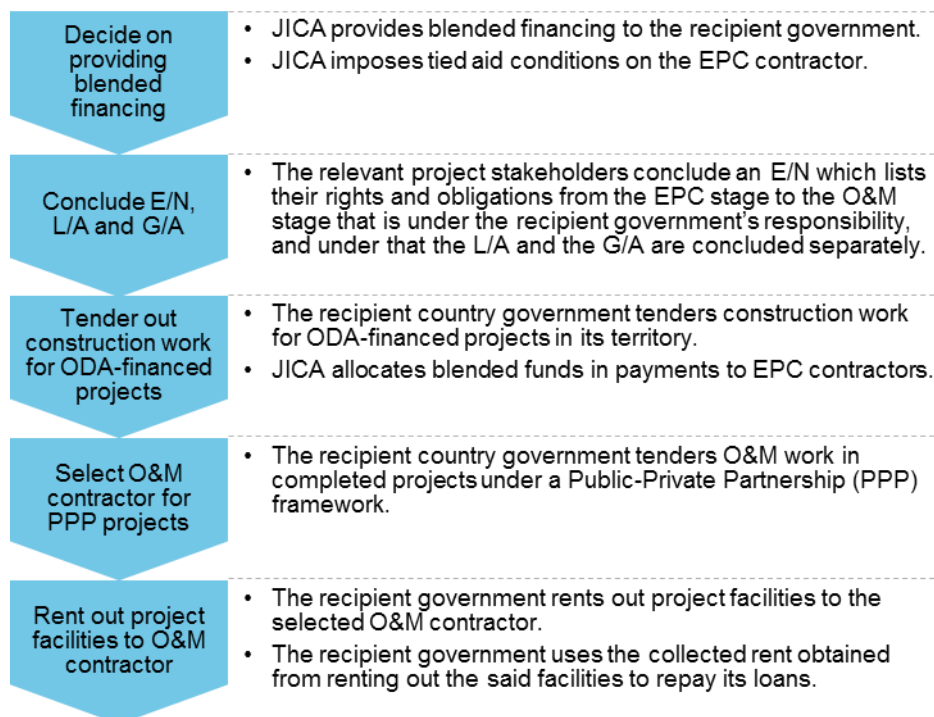 Decide on
providing
blended
financing
• JICA provides blended financing to the recipient government.
• JICA imposes tied aid conditions on the EPC contractor.
Conclude E/N,
L/A and G/A
• The relevant project stakeholders conclude an E/N which lists
their rights and obligations from the EPC stage to the O&M
stage that is under the recipient government's responsibility,
and under that the L/A and the G/A are concluded separately.
Tender out
construction work
for ODA-financed
projects
• The recipient country government tenders construction work
for ODA-financed projects in its territory.
• JICA allocates blended funds in payments to EPC contractors.
Select O&M
contractor for
PPP projects
• The recipient country government tenders O&M work in
completed projects under a Public-Private Partnership (PPP)
framework.
Rent out project
facilities to O&M
contractor
• The recipient government rents out project facilities to the
selected O&M contractor.
• The recipient government uses the collected rent obtained
from renting out the said facilities to repay its loans.